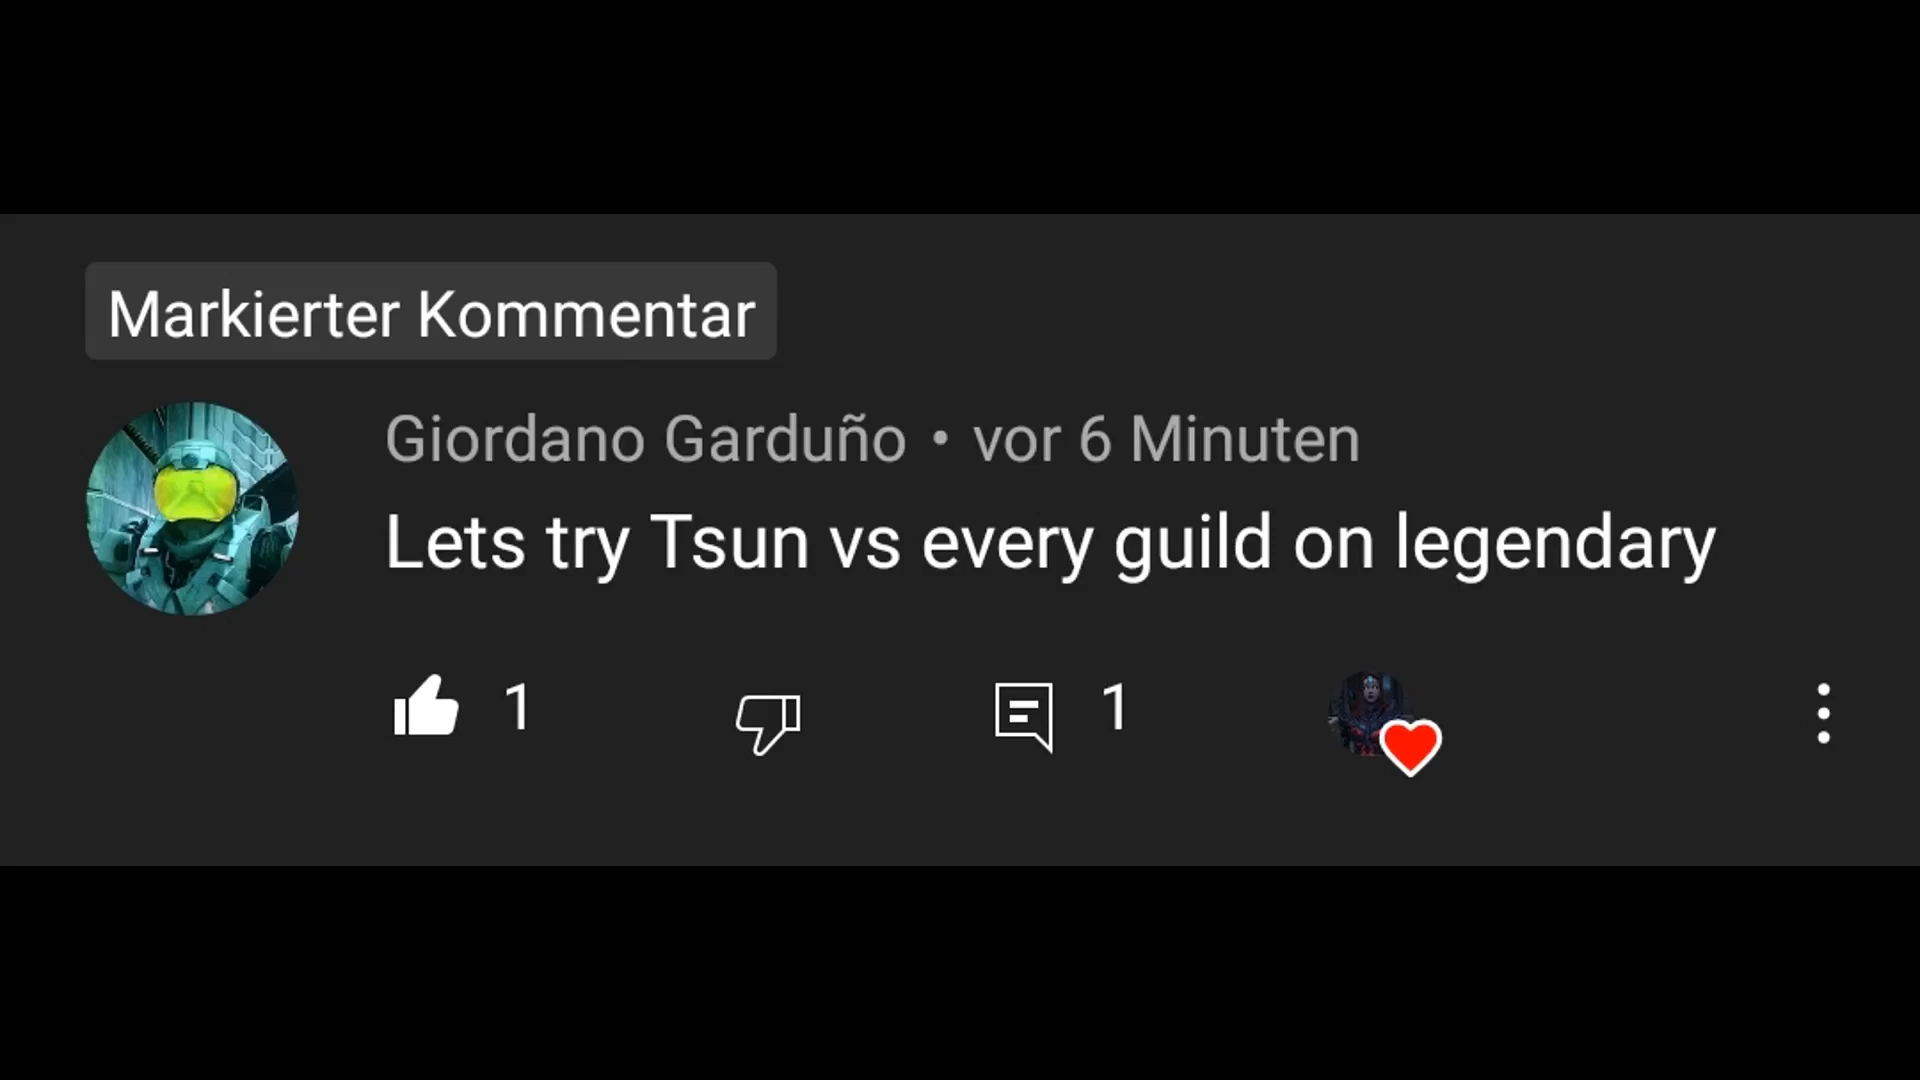 Markierter Kommentar
Giordano Garduño • vor 6 Minuten
Lets try Tsun vs every guild on legendary
1 1